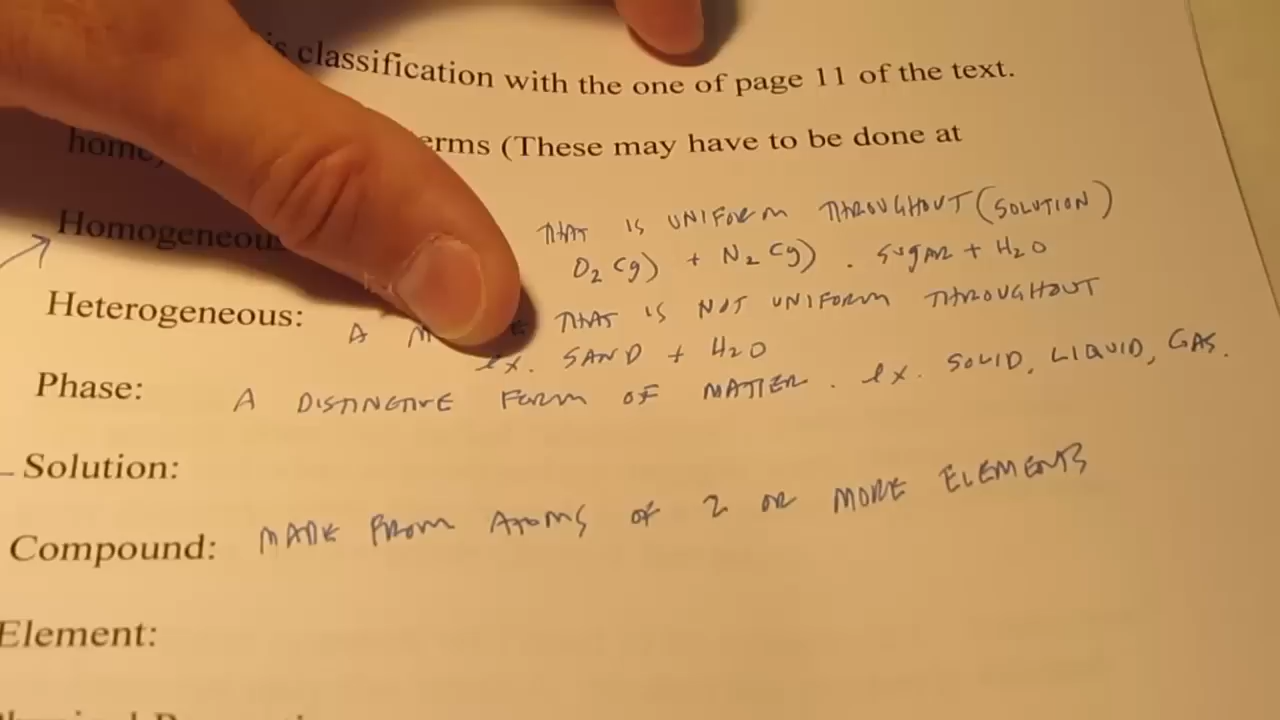 is classification with the one of page 11 of the text.
erms (These may have to be done at
home
Homogeneous THAT IS UNIFORM THROUGHOUT (SOLUTION)
O2 (g) + N2 (g) . SUGAR + H2O
Heterogeneous: A M THAT IS NOT UNIFORM THROUGHOUT
ex. SAND + H2O
Phase: A DISTINCTIVE FORM OF MATTER. ex. SOLID, LIQUID, GAS.
Solution:
Compound: MADE FROM ATOMS OF 2 OR MORE ELEMENTS
Element: